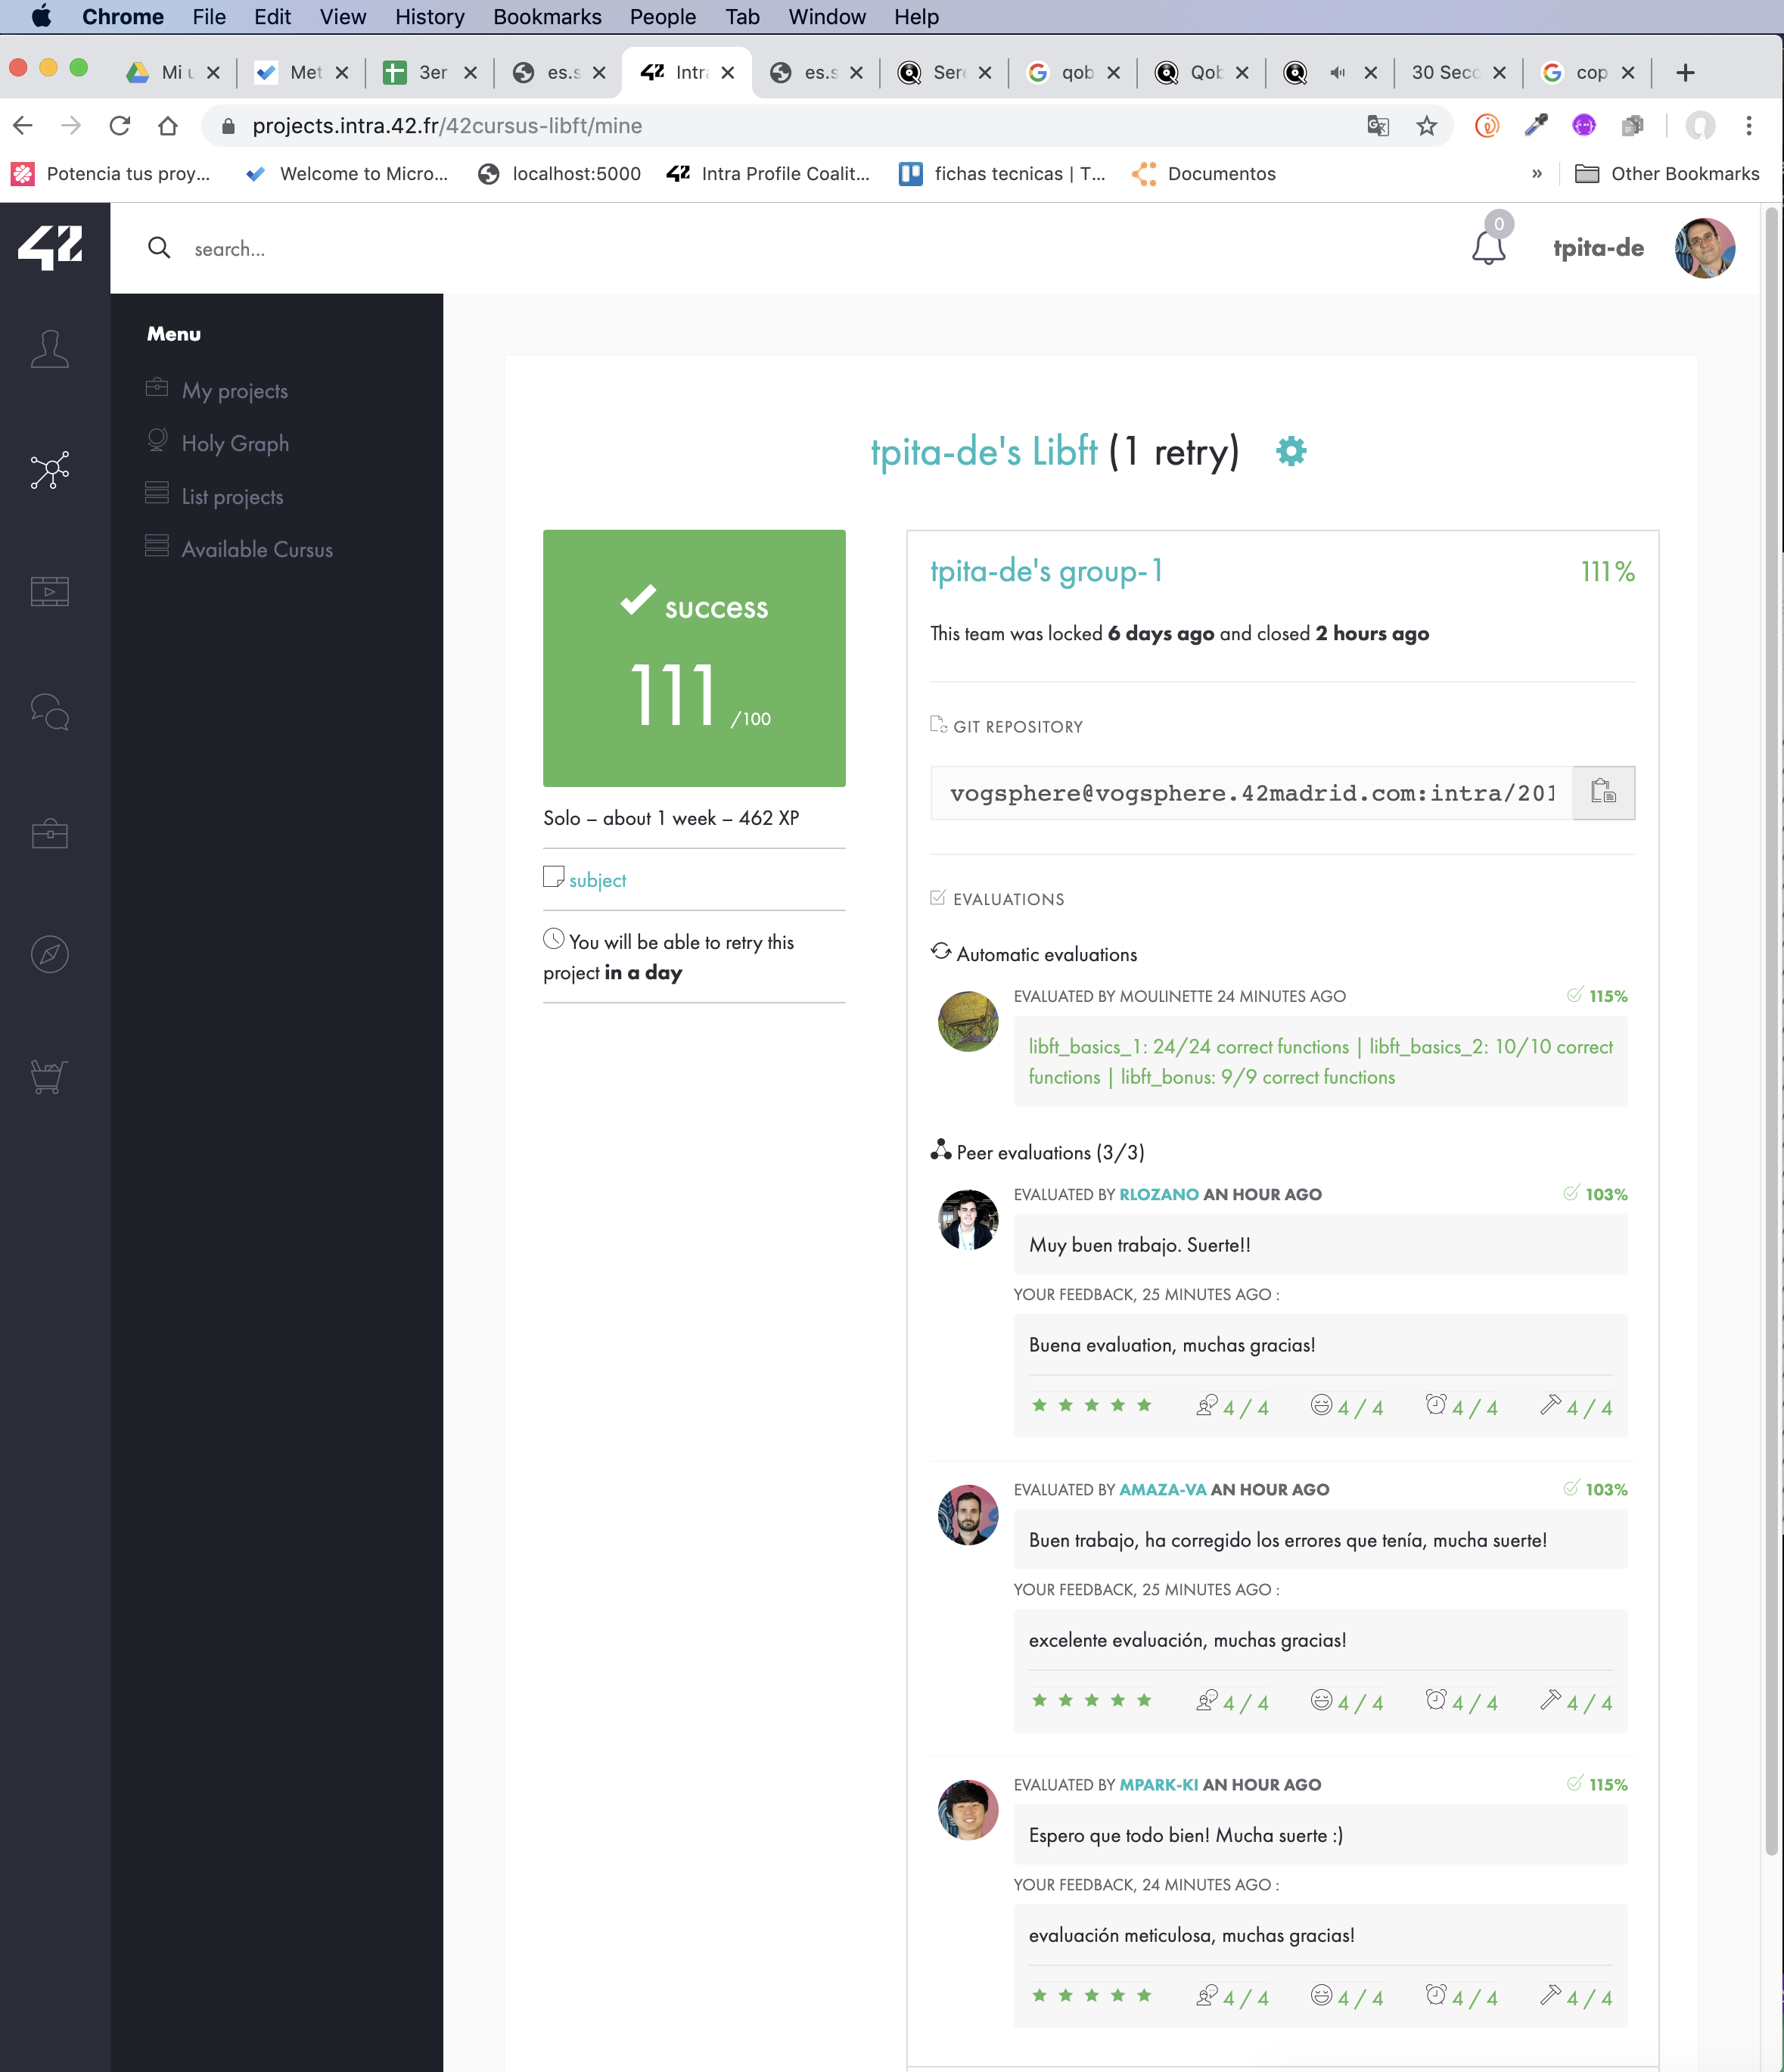 Chrome File Edit View History Bookmarks People Tab Window Help
Mi u Met 3er es.s Intra es.s Sere qob Qob 30 Seco cop
projects.intra.42.fr/42cursus-libft/mine
Potencia tus proy... Welcome to Micro... localhost:5000 Intra Profile Coalit... fichas tecnicas | T... Documentos » Other Bookmarks
42 search... 0 tpita-de
Menu
My projects
Holy Graph
List projects
Available Cursus
tpita-de's Libft (1 retry)
success
111 /100
Solo – about 1 week – 462 XP
subject
You will be able to retry this
project in a day
tpita-de's group-1 111%
This team was locked 6 days ago and closed 2 hours ago
GIT REPOSITORY
vogsphere@vogsphere.42madrid.com:intra/201
EVALUATIONS
Automatic evaluations
EVALUATED BY MOULINETTE 24 MINUTES AGO 115%
libft_basics_1: 24/24 correct functions | libft_basics_2: 10/10 correct
functions | libft_bonus: 9/9 correct functions
Peer evaluations (3/3)
EVALUATED BY RLOZANO AN HOUR AGO 103%
Muy buen trabajo. Suerte!!
YOUR FEEDBACK, 25 MINUTES AGO :
Buena evaluation, muchas gracias!
4 / 4 4 / 4 4 / 4 4 / 4
EVALUATED BY AMAZA-VA AN HOUR AGO 103%
Buen trabajo, ha corregido los errores que tenía, mucha suerte!
YOUR FEEDBACK, 25 MINUTES AGO :
excelente evaluación, muchas gracias!
4 / 4 4 / 4 4 / 4 4 / 4
EVALUATED BY MPARK-KI AN HOUR AGO 115%
Espero que todo bien! Mucha suerte :)
YOUR FEEDBACK, 24 MINUTES AGO :
evaluación meticulosa, muchas gracias!
4 / 4 4 / 4 4 / 4 4 / 4